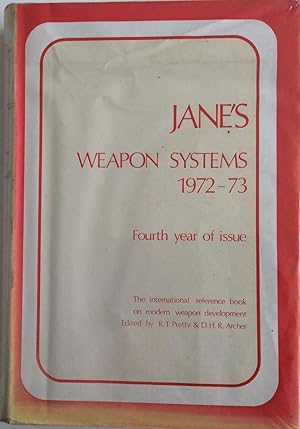 JANE'S
WEAPON SYSTEMS
1972-73
Fourth year of issue
The international reference book
on modern weapon development
Edited by R.T. Pretty & D.H.R. Archer